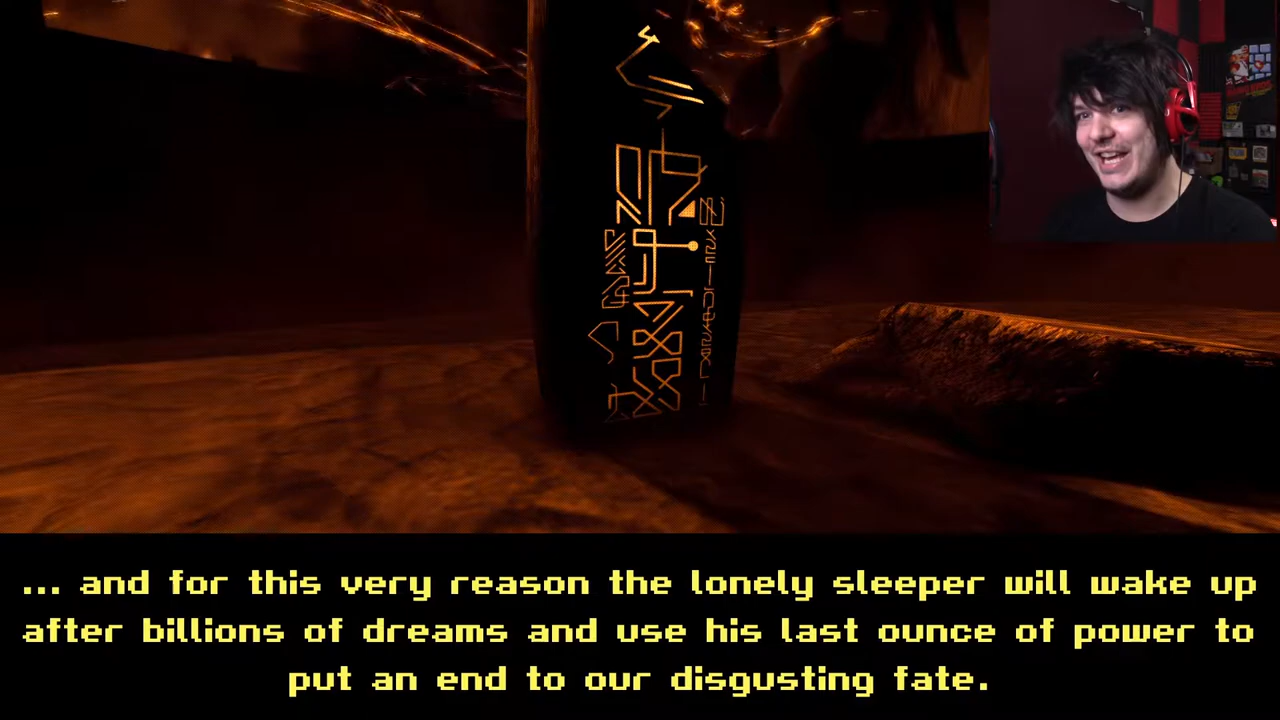 ... and for this very reason the lonely sleeper will wake up
after billions of dreams and use his last ounce of power to
put an end to our disgusting fate.